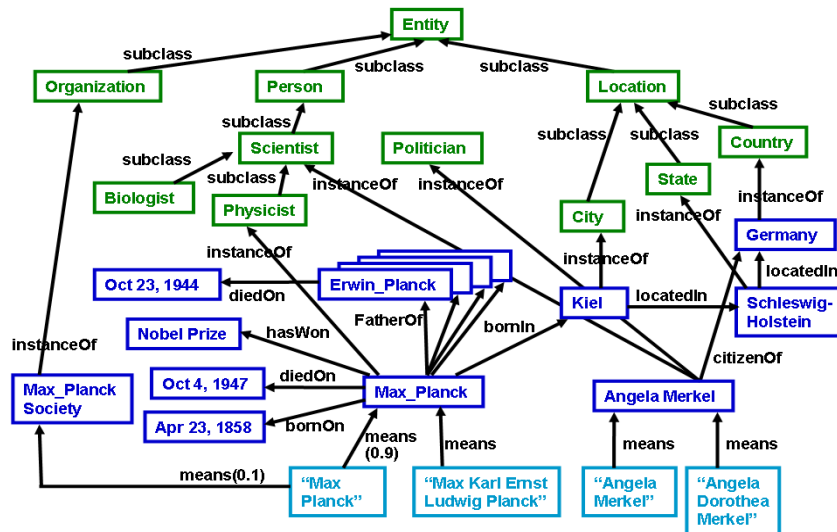 Entity
subclass
subclass
subclass
Organization
Person
Location
subclass
subclass
subclass
subclass
Scientist
Politician
Country
subclass
subclass
instanceOf
instanceOf
State
Biologist
Physicist
instanceOf
City
instanceOf
Germany
instanceOf
instanceOf
Oct 23, 1944
diedOn
Erwin_Planck
Kiel
locatedIn
locatedIn
Schleswig-
Holstein
FatherOf
bornIn
Nobel Prize
hasWon
instanceOf
citizenOf
Max_Planck
Society
Oct 4, 1947
diedOn
Max_Planck
Angela Merkel
Apr 23, 1858
bornOn
means
(0.9)
means
means
means
means(0.1)
“Max
Planck”
“Max Karl Ernst
Ludwig Planck”
“Angela
Merkel”
“Angela
Dorothea
Merkel”